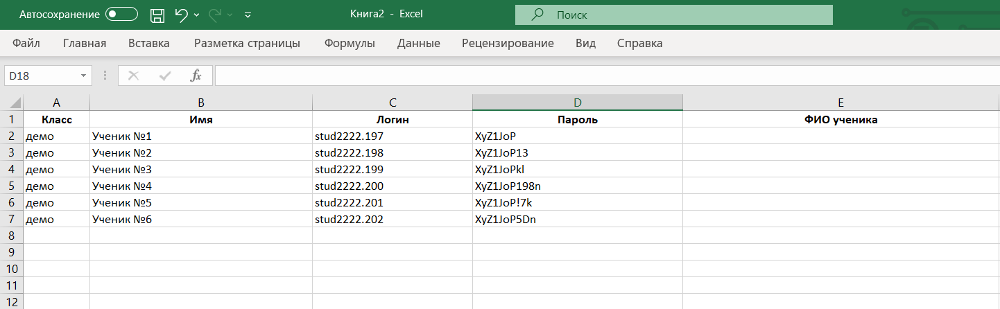 Автосохранение Книга2 - Excel Поиск
Файл Главная Вставка Разметка страницы Формулы Данные Рецензирование Вид Справка
D18 fx
A B C D E
1 Класс Имя Логин Пароль ФИО ученика
2 демо Ученик №1 stud2222.197 XyZ1JoP
3 демо Ученик №2 stud2222.198 XyZ1JoP13
4 демо Ученик №3 stud2222.199 XyZ1JoPkl
5 демо Ученик №4 stud2222.200 XyZ1JoP198n
6 демо Ученик №5 stud2222.201 XyZ1JoP!7k
7 демо Ученик №6 stud2222.202 XyZ1JoP5Dn
8
9
10
11
12